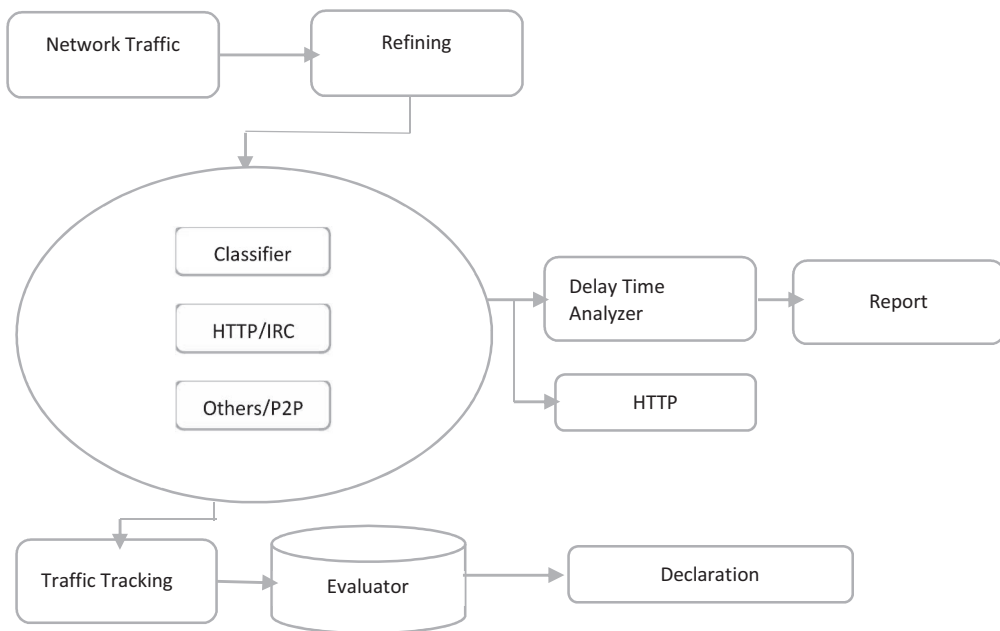 Network Traffic
Refining
Classifier
HTTP/IRC
Others/P2P
Delay Time
Analyzer
Report
HTTP
Traffic Tracking
Evaluator
Declaration